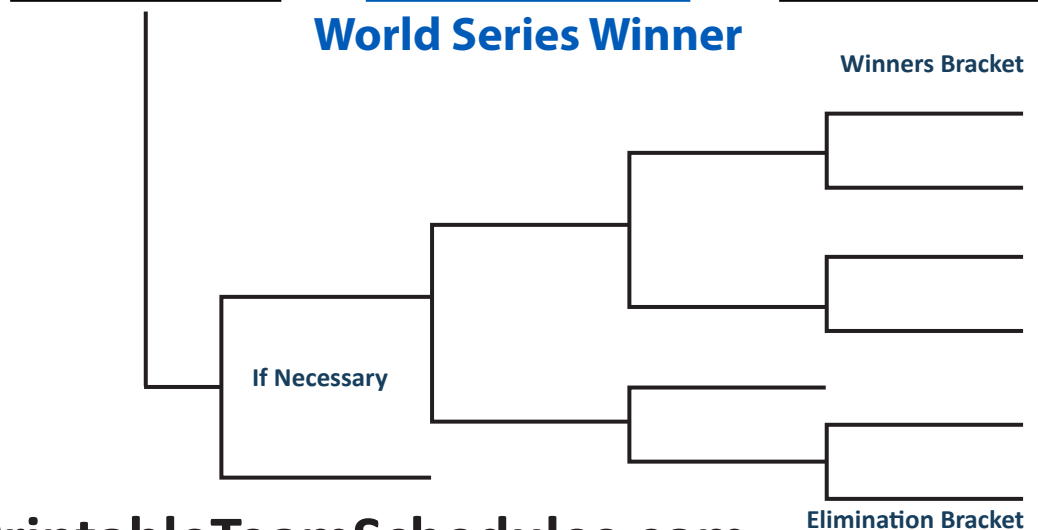 World Series Winner
Winners Bracket
If Necessary
Elimination Bracket